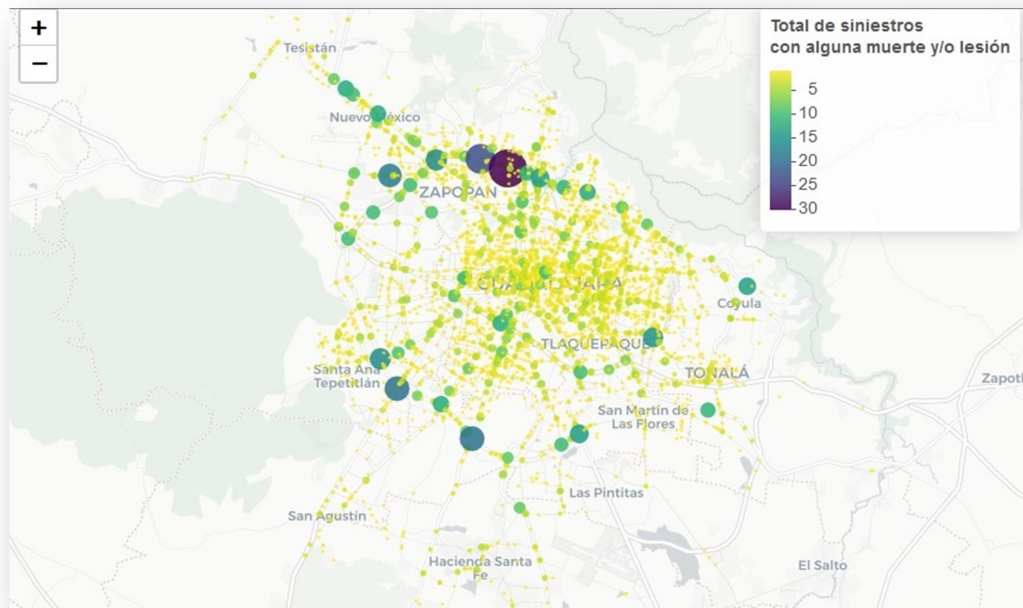 +
−
Total de siniestros
con alguna muerte y/o lesión
5
10
15
20
25
30
Tesistán
Nuevo México
ZAPOPAN
GUADALAJARA
Coyula
TLAQUEPAQUE
TONALÁ
Santa Ana
Tepetitlán
Zapotl
San Martín de
Las Flores
Las Pintitas
San Agustín
Hacienda Santa
Fe
El Salto